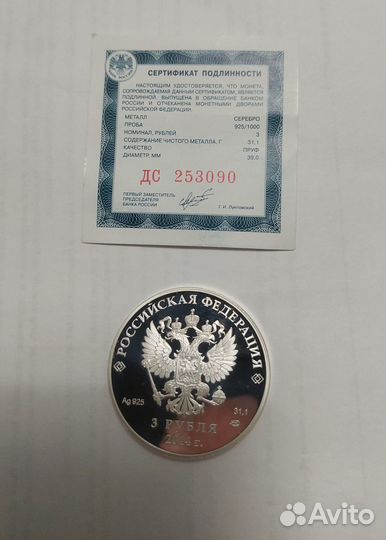 СЕРТИФИКАТ ПОДЛИННОСТИ
НАСТОЯЩИМ УДОСТОВЕРЯЕТСЯ, ЧТО МОНЕТА,
СОПРОВОЖДАЕМАЯ ДАННЫМ СЕРТИФИКАТОМ, ЯВЛЯЕТСЯ
ПОДЛИННОЙ, ВЫПУЩЕНА В ОБРАЩЕНИЕ БАНКОМ
РОССИИ И ОТЧЕКАНЕНА МОНЕТНЫМИ ДВОРАМИ
РОССИЙСКОЙ ФЕДЕРАЦИИ.
МЕТАЛЛ СЕРЕБРО
ПРОБА 925/1000
НОМИНАЛ, РУБЛЕЙ 3
СОДЕРЖАНИЕ ЧИСТОГО МЕТАЛЛА, Г 31,1
КАЧЕСТВО ПРУФ
ДИАМЕТР, ММ 39,0
ДС 253090
ПЕРВЫЙ ЗАМЕСТИТЕЛЬ
ПРЕДСЕДАТЕЛЯ
БАНКА РОССИИ
Г. И. Лунтовский
РОССИЙСКАЯ ФЕДЕРАЦИЯ
Ag 925 31,1
3 РУБЛЯ
2014 г.
Avito